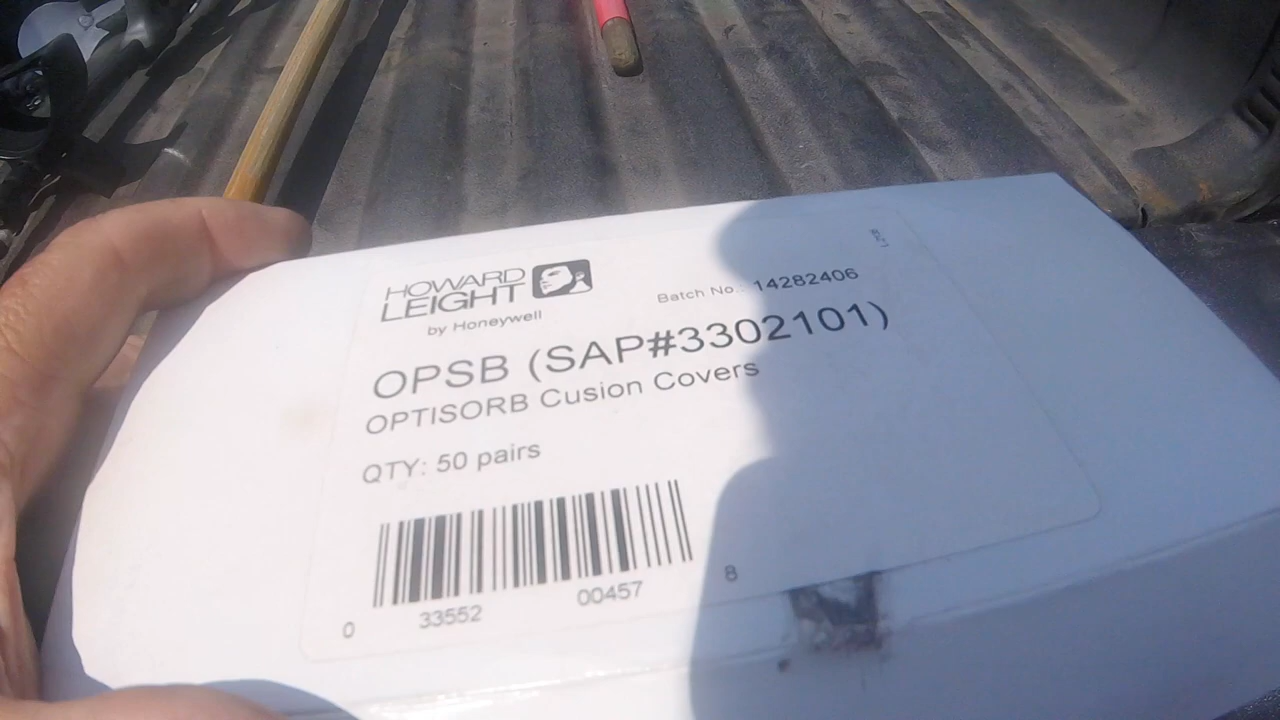 HOWARD
LEIGHT
by Honeywell
Batch No.: 14282406
OPSB (SAP#3302101)
OPTISORB Cusion Covers
QTY: 50 pairs
0 33552 00457 8